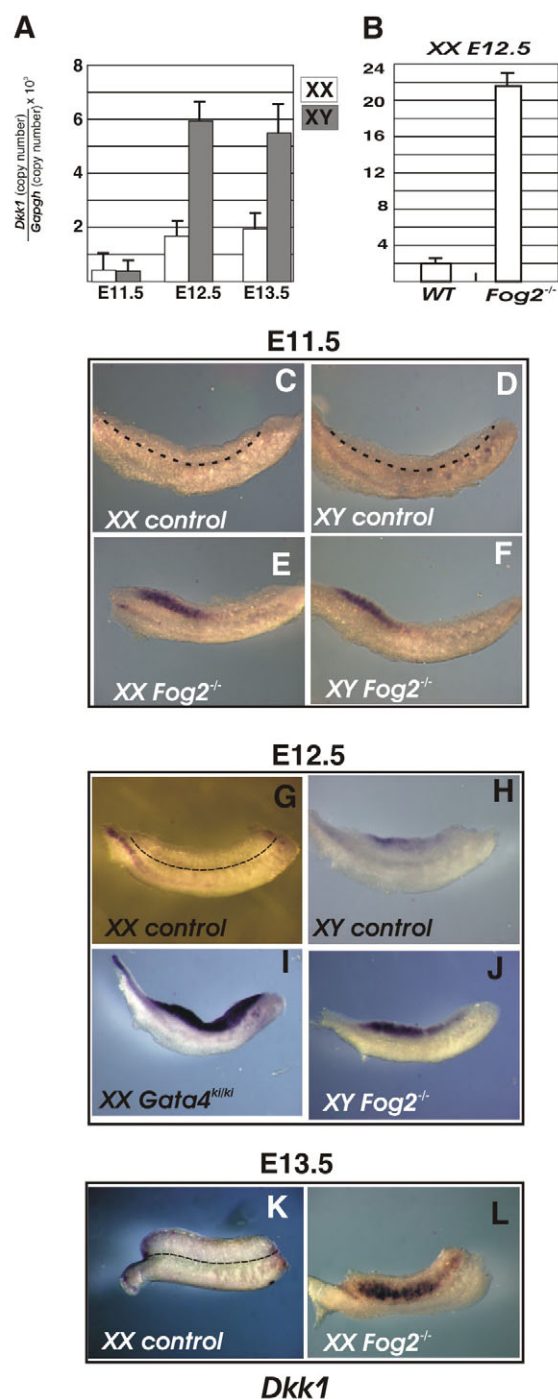 A
B
XX E12.5
8
6
4
2
Dkk1 (copy number)
Gapgh (copy number)
x 10³
XX
XY
E11.5
E12.5
E13.5
24
20
16
12
8
4
WT
Fog2-/-
E11.5
C
XX control
D
XY control
E
XX Fog2-/-
F
XY Fog2-/-
E12.5
G
XX control
H
XY control
I
XX Gata4ki/ki
J
XY Fog2-/-
E13.5
K
XX control
L
XX Fog2-/-
Dkk1